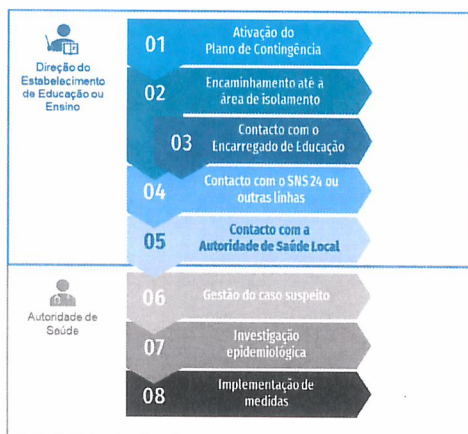 Direção do
Estabelecimento
de Educação ou
Ensino
01
Ativação do
Plano de Contingência
02
Encaminhamento até à
área de isolamento
03
Contacto com o
Encarregado de Educação
04
Contacto com o SNS 24 ou
outras linhas
05
Contacto com a
Autoridade de Saúde Local
Autoridade de
Saúde
06
Gestão do caso suspeito
07
Investigação
epidemiológica
08
Implementação de
medidas